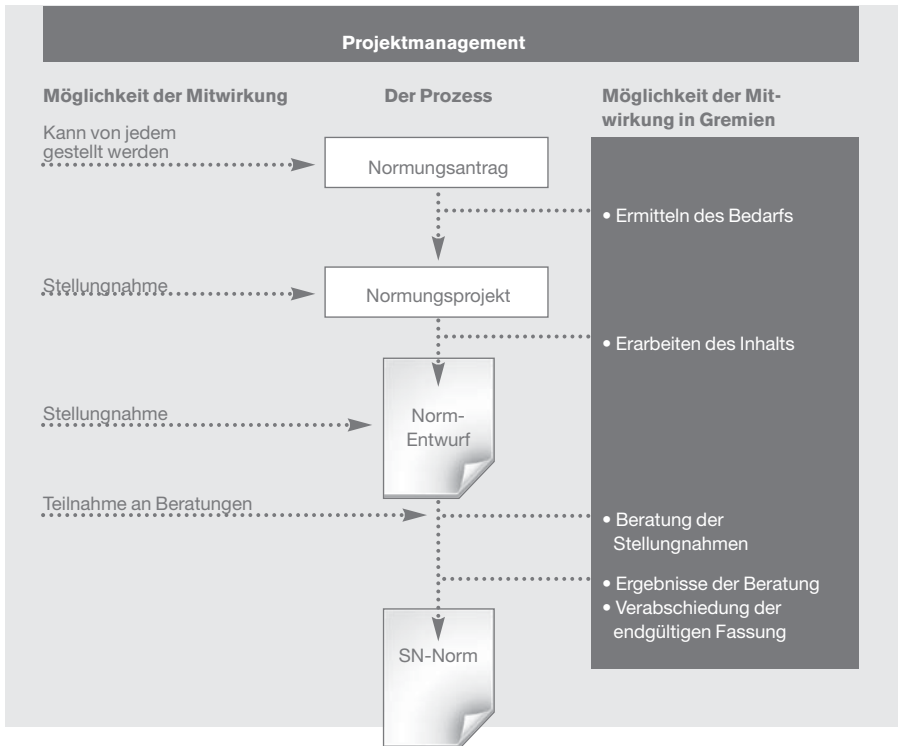 Projektmanagement
Möglichkeit der Mitwirkung
Der Prozess
Möglichkeit der Mit-
wirkung in Gremien
Kann von jedem
gestellt werden
Normungsantrag
• Ermitteln des Bedarfs
Stellungnahme
Normungsprojekt
• Erarbeiten des Inhalts
Stellungnahme
Norm-
Entwurf
Teilnahme an Beratungen
• Beratung der
Stellungnahmen
• Ergebnisse der Beratung
• Verabschiedung der
endgültigen Fassung
SN-Norm